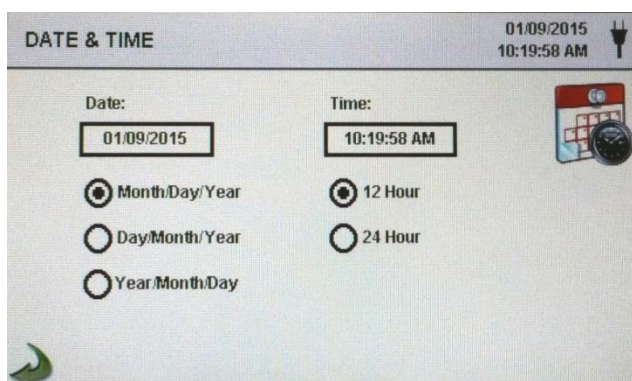 DATE & TIME
01/09/2015
10:19:58 AM
Date:
01/09/2015
Month/Day/Year
Day/Month/Year
Year/Month/Day
Time:
10:19:58 AM
12 Hour
24 Hour